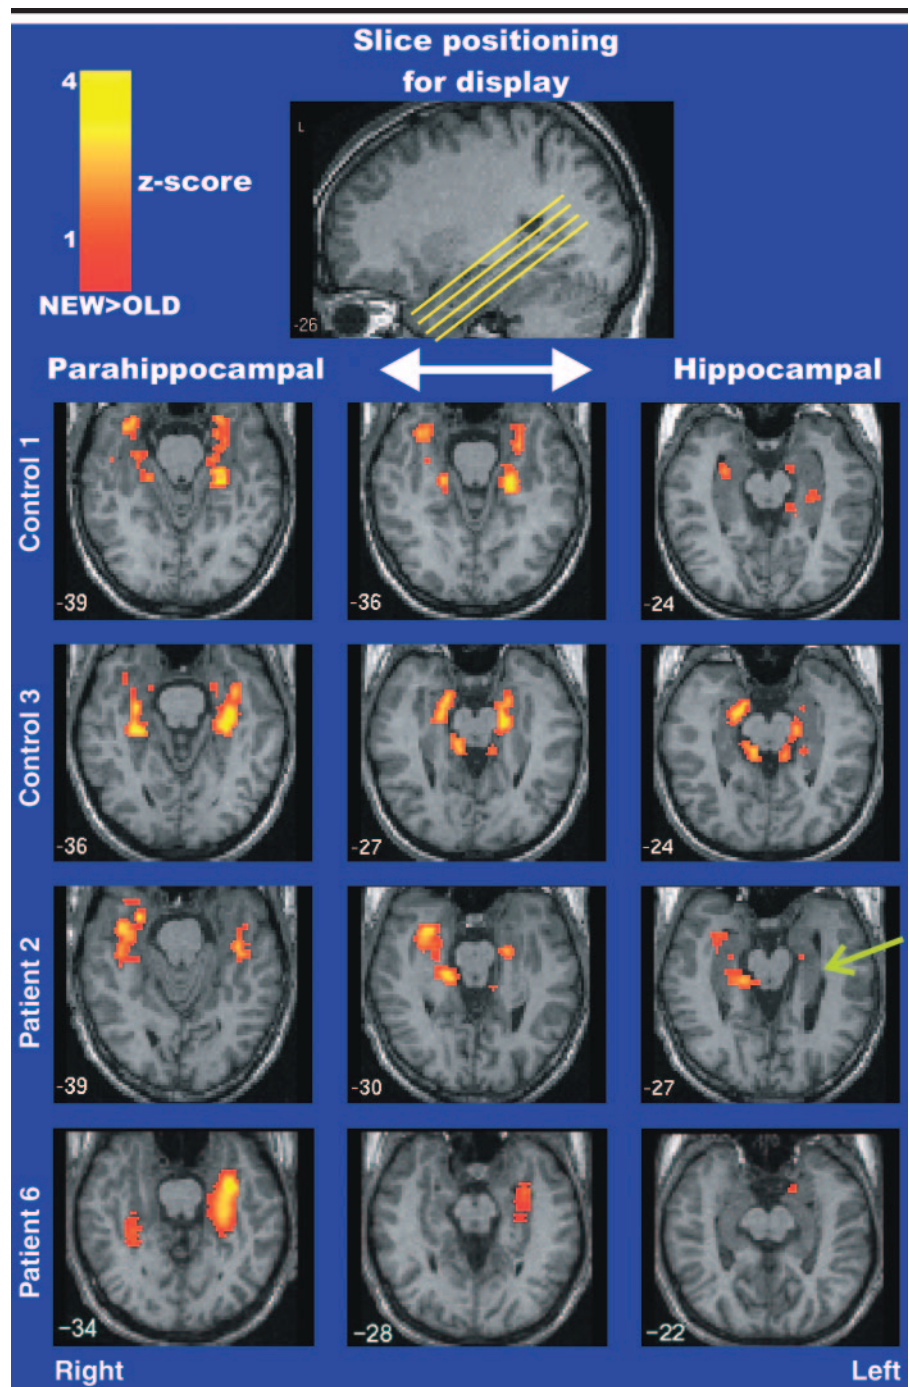 Slice positioning
for display
4
z-score
1
NEW>OLD
L
-26
Parahippocampal
Hippocampal
Control 1
-39
-36
-24
Control 3
-36
-27
-24
Patient 2
-39
-30
-27
Patient 6
-34
-28
-22
Right
Left